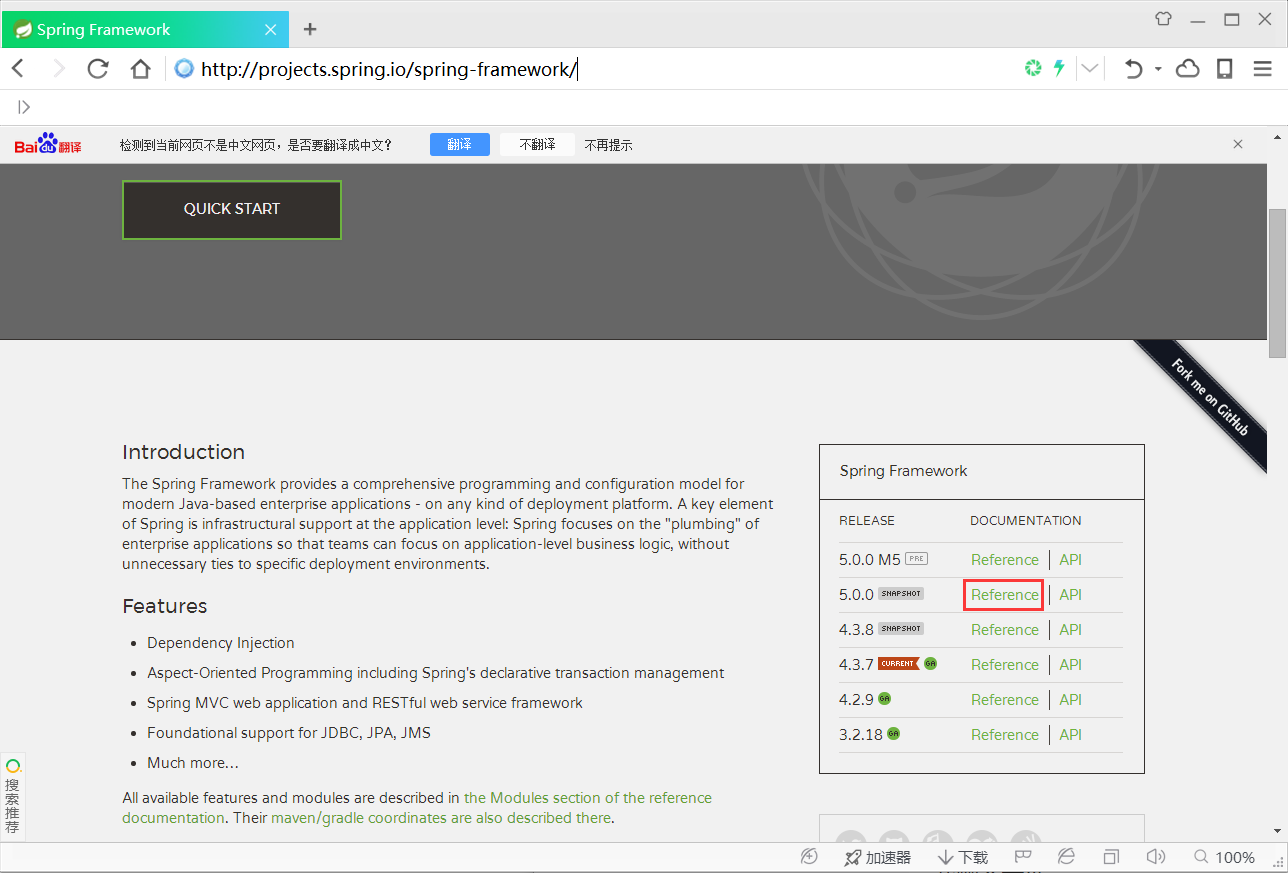 Spring Framework
http://projects.spring.io/spring-framework/
Baidu翻译 检测到当前网页不是中文网页，是否要翻译成中文？ 翻译 不翻译 不再提示
QUICK START
Fork me on GitHub
Introduction
The Spring Framework provides a comprehensive programming and configuration model for
modern Java-based enterprise applications - on any kind of deployment platform. A key element
of Spring is infrastructural support at the application level: Spring focuses on the "plumbing" of
enterprise applications so that teams can focus on application-level business logic, without
unnecessary ties to specific deployment environments.
Features
Dependency Injection
Aspect-Oriented Programming including Spring's declarative transaction management
Spring MVC web application and RESTful web service framework
Foundational support for JDBC, JPA, JMS
Much more…
All available features and modules are described in the Modules section of the reference
documentation. Their maven/gradle coordinates are also described there.
Spring Framework
RELEASE DOCUMENTATION
5.0.0 M5 PRE Reference API
5.0.0 SNAPSHOT Reference API
4.3.8 SNAPSHOT Reference API
4.3.7 CURRENT GA Reference API
4.2.9 GA Reference API
3.2.18 GA Reference API
搜索推荐
加速器 下载 100%